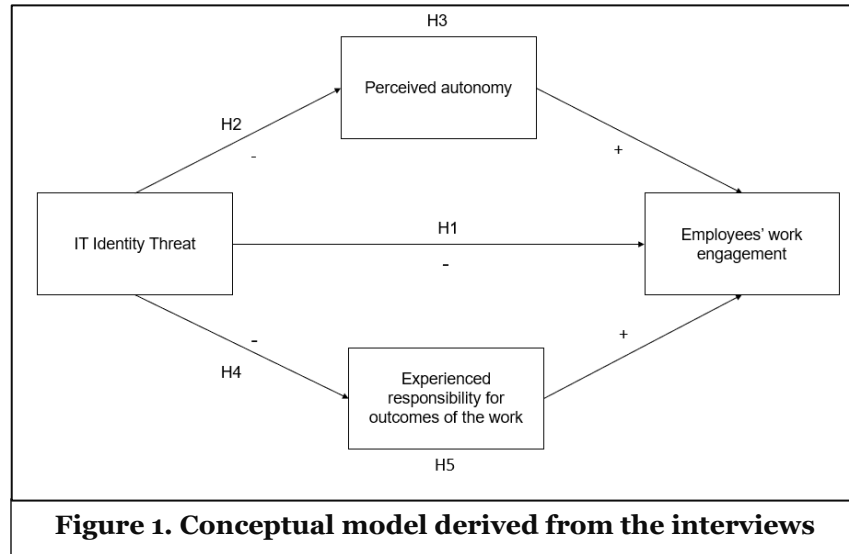 H3
Perceived autonomy
H2
-
+
IT Identity Threat
H1
-
Employees' work
engagement
-
H4
+
Experienced
responsibility for
outcomes of the work
H5
Figure 1. Conceptual model derived from the interviews